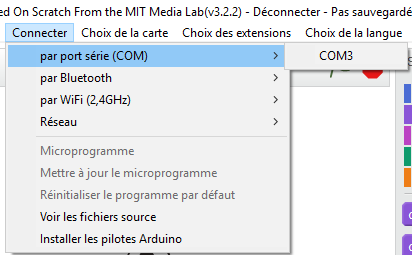 ed On Scratch From the MIT Media Lab(v3.2.2) - Déconnecter - Pas sauvegardé
Connecter Choix de la carte Choix des extensions Choix de la langue
par port série (COM) COM3
par Bluetooth
par WiFi (2,4GHz)
Réseau
Microprogramme
Mettre à jour le microprogramme
Réinitialiser le programme par défaut
Voir les fichiers source
Installer les pilotes Arduino